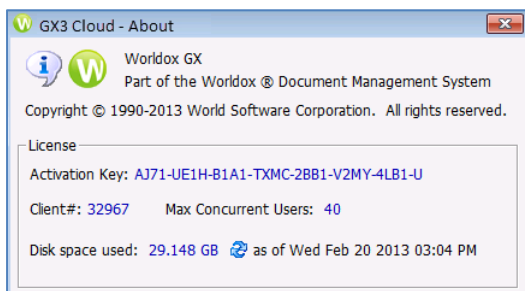 GX3 Cloud - About
Worldox GX
Part of the Worldox ® Document Management System
Copyright © 1990-2013 World Software Corporation. All rights reserved.
License
Activation Key: AJ71-UE1H-B1A1-TXMC-2BB1-V2MY-4LB1-U
Client#: 32967 Max Concurrent Users: 40
Disk space used: 29.148 GB as of Wed Feb 20 2013 03:04 PM